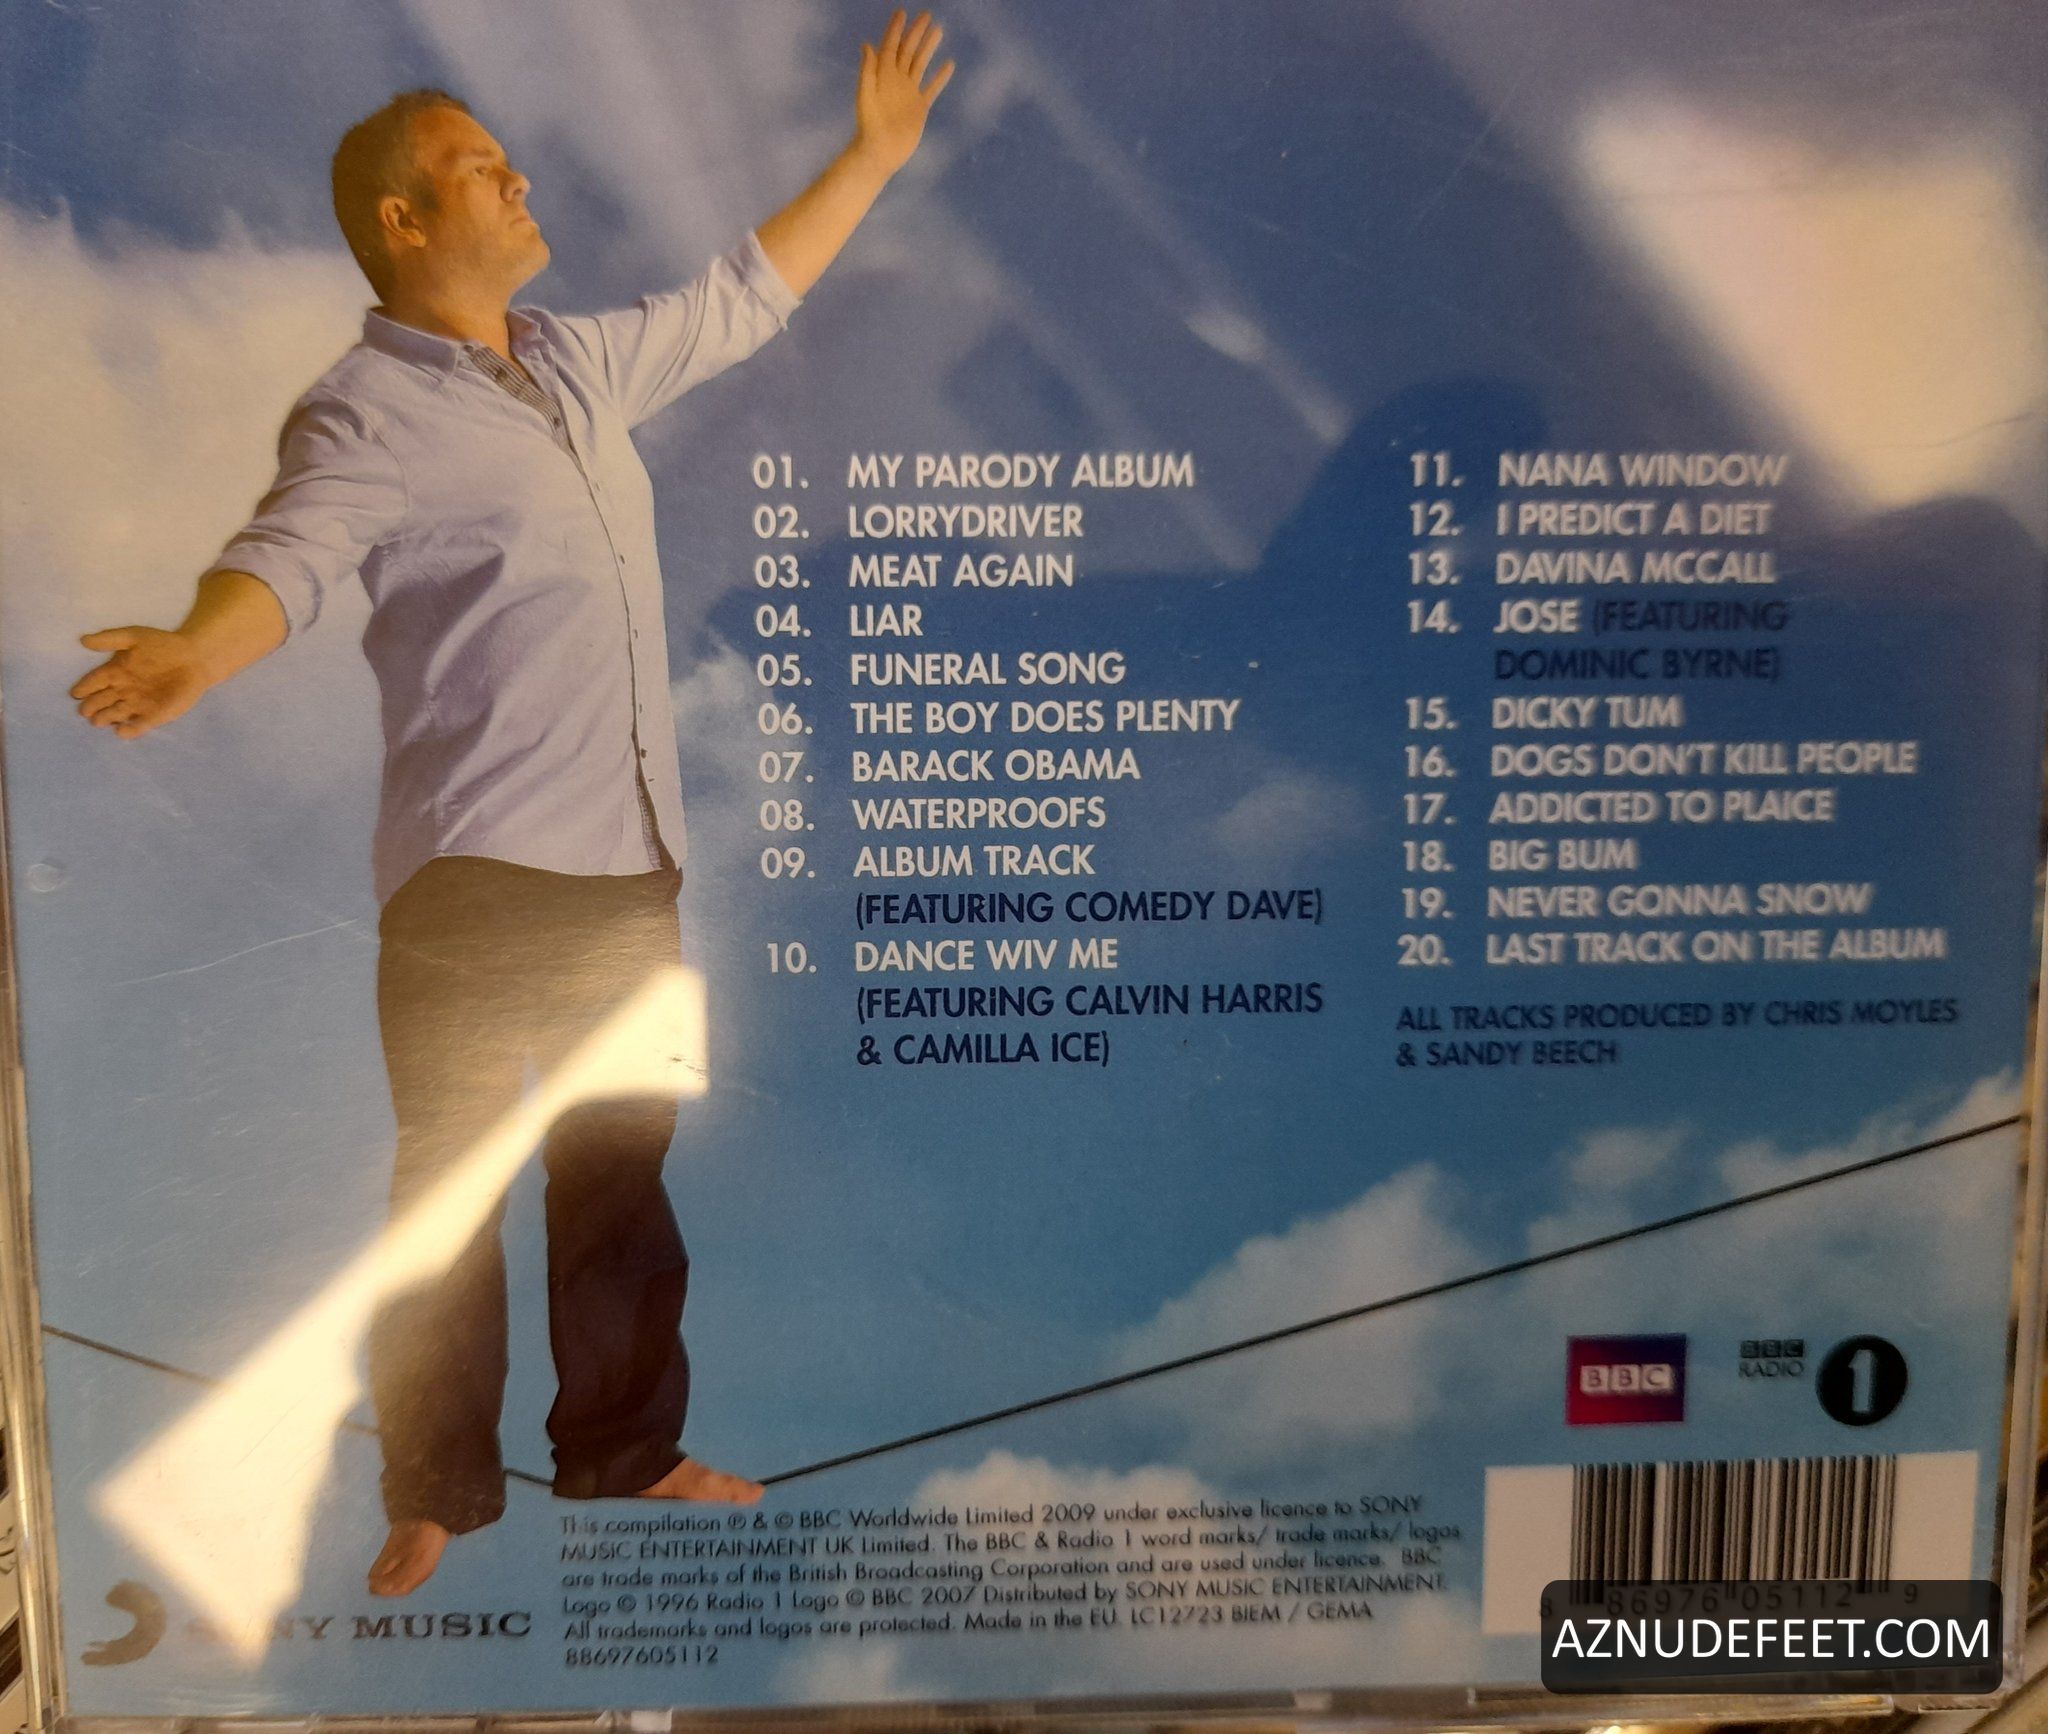 01. MY PARODY ALBUM
02. LORRYDRIVER
03. MEAT AGAIN
04. LIAR
05. FUNERAL SONG
06. THE BOY DOES PLENTY
07. BARACK OBAMA
08. WATERPROOFS
09. ALBUM TRACK
(FEATURING COMEDY DAVE)
10. DANCE WIV ME
(FEATURING CALVIN HARRIS
& CAMILLA ICE)
11. NANA WINDOW
12. I PREDICT A DIET
13. DAVINA MCCALL
14. JOSE (FEATURING
DOMINIC BYRNE)
15. DICKY TUM
16. DOGS DON'T KILL PEOPLE
17. ADDICTED TO PLAICE
18. BIG BUM
19. NEVER GONNA SNOW
20. LAST TRACK ON THE ALBUM
ALL TRACKS PRODUCED BY CHRIS MOYLES
& SANDY BEECH
BBC
BBC
RADIO 1
This compilation ℗ & © BBC Worldwide Limited 2009 under exclusive licence to SONY
MUSIC ENTERTAINMENT UK Limited. The BBC & Radio 1 word marks/ trade marks/ logos
are trade marks of the British Broadcasting Corporation and are used under licence. BBC
Logo © 1996 Radio 1 Logo © BBC 2007 Distributed by SONY MUSIC ENTERTAINMENT.
All trademarks and logos are protected. Made in the EU. LC12723 BIEM / GEMA
88697605112
SONY MUSIC
8 86976 05112 9
AZNUDEFEET.COM